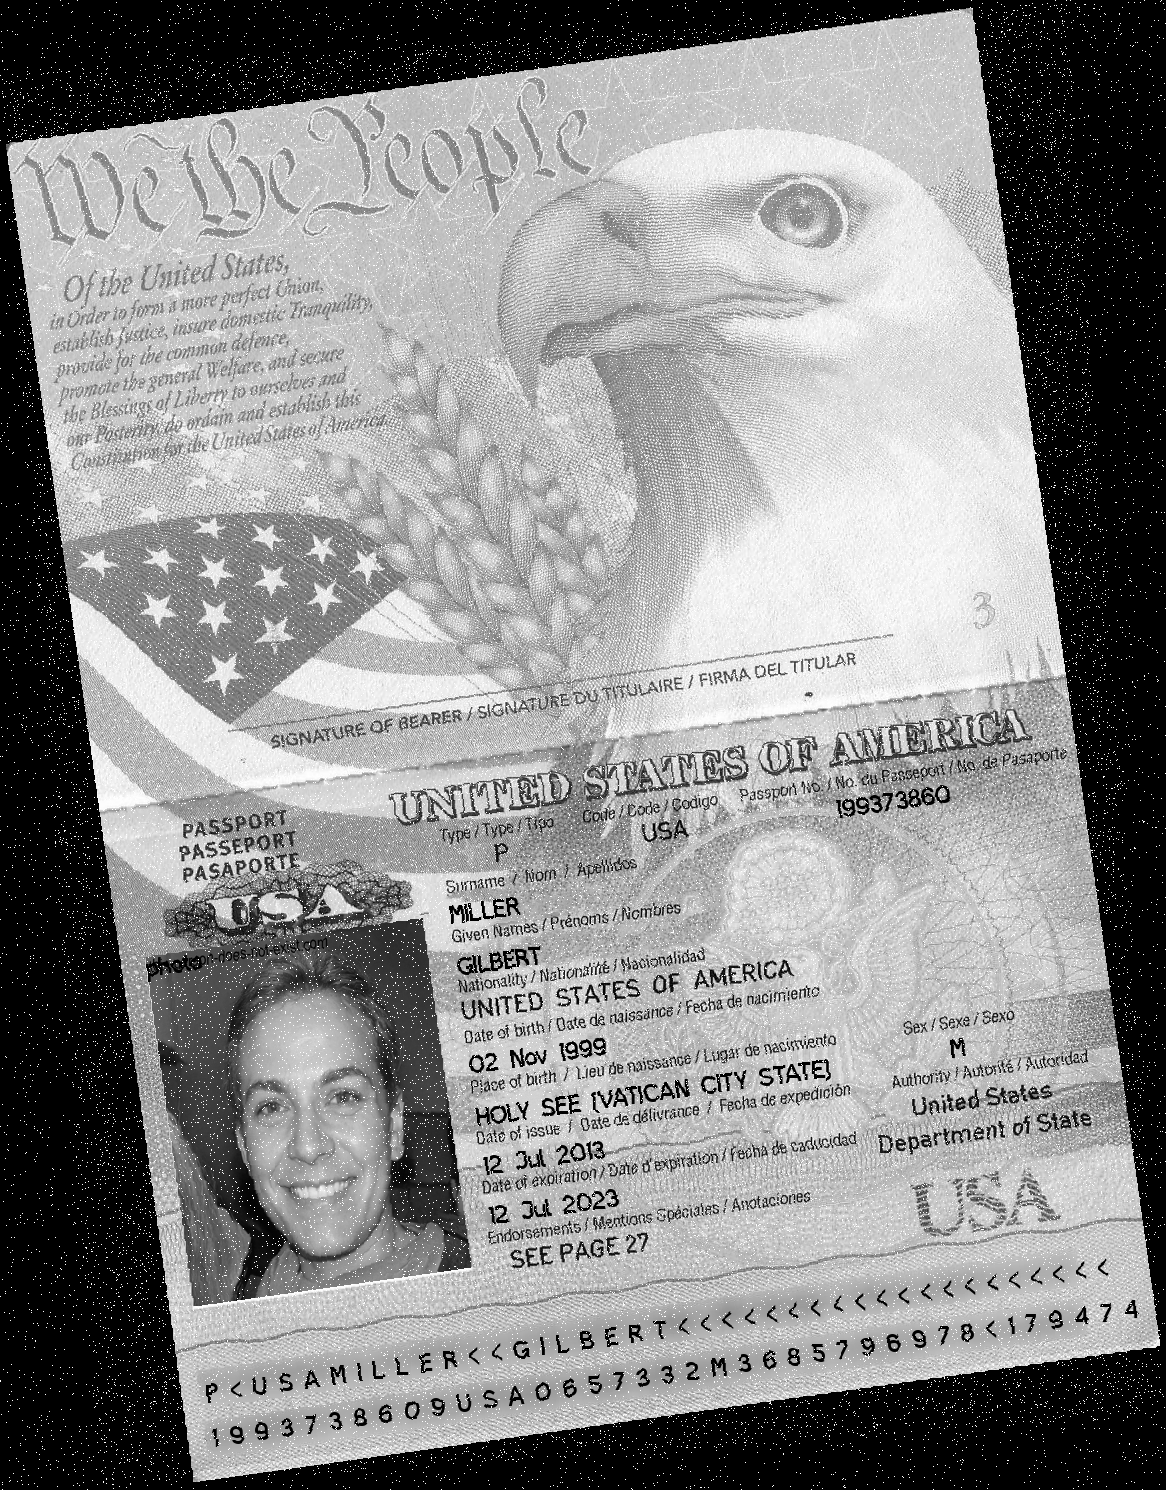 We the People
Of the United States,
in Order to form a more perfect Union,
establish Justice, insure domestic Tranquility,
provide for the common defence,
promote the general Welfare, and secure
the Blessings of Liberty to ourselves and
our Posterity, do ordain and establish this
Constitution for the United States of America.
3
SIGNATURE OF BEARER / SIGNATURE DU TITULAIRE / FIRMA DEL TITULAR
UNITED STATES OF AMERICA
PASSPORT
PASSEPORT
PASAPORTE
USA
Type / Type / Tipo
Code / Code / Codigo
Passport No. / No. du Passeport / No. de Pasaporte
P
USA
199373860
Surname / Nom / Apellidos
MILLER
Given Names / Prénoms / Nombres
GILBERT
Nationality / Nationalité / Nacionalidad
UNITED STATES OF AMERICA
Date of birth / Date de naissance / Fecha de nacimiento
02 Nov 1999
Place of birth / Lieu de naissance / Lugar de nacimiento
HOLY SEE (VATICAN CITY STATE)
Date of issue / Date de délivrance / Fecha de expedición
12 Jul 2013
Date of expiration / Date d'expiration / Fecha de caducidad
12 Jul 2023
Endorsements / Mentions Spéciales / Anotaciones
SEE PAGE 27
Sex / Sexe / Sexo
M
Authority / Autorité / Autoridad
United States
Department of State
USA
photo
P<USAMILLER<<GILBERT<<<<<<<<<<<<<<<<<<<<
1993738609USA0657332M3685796978<179474